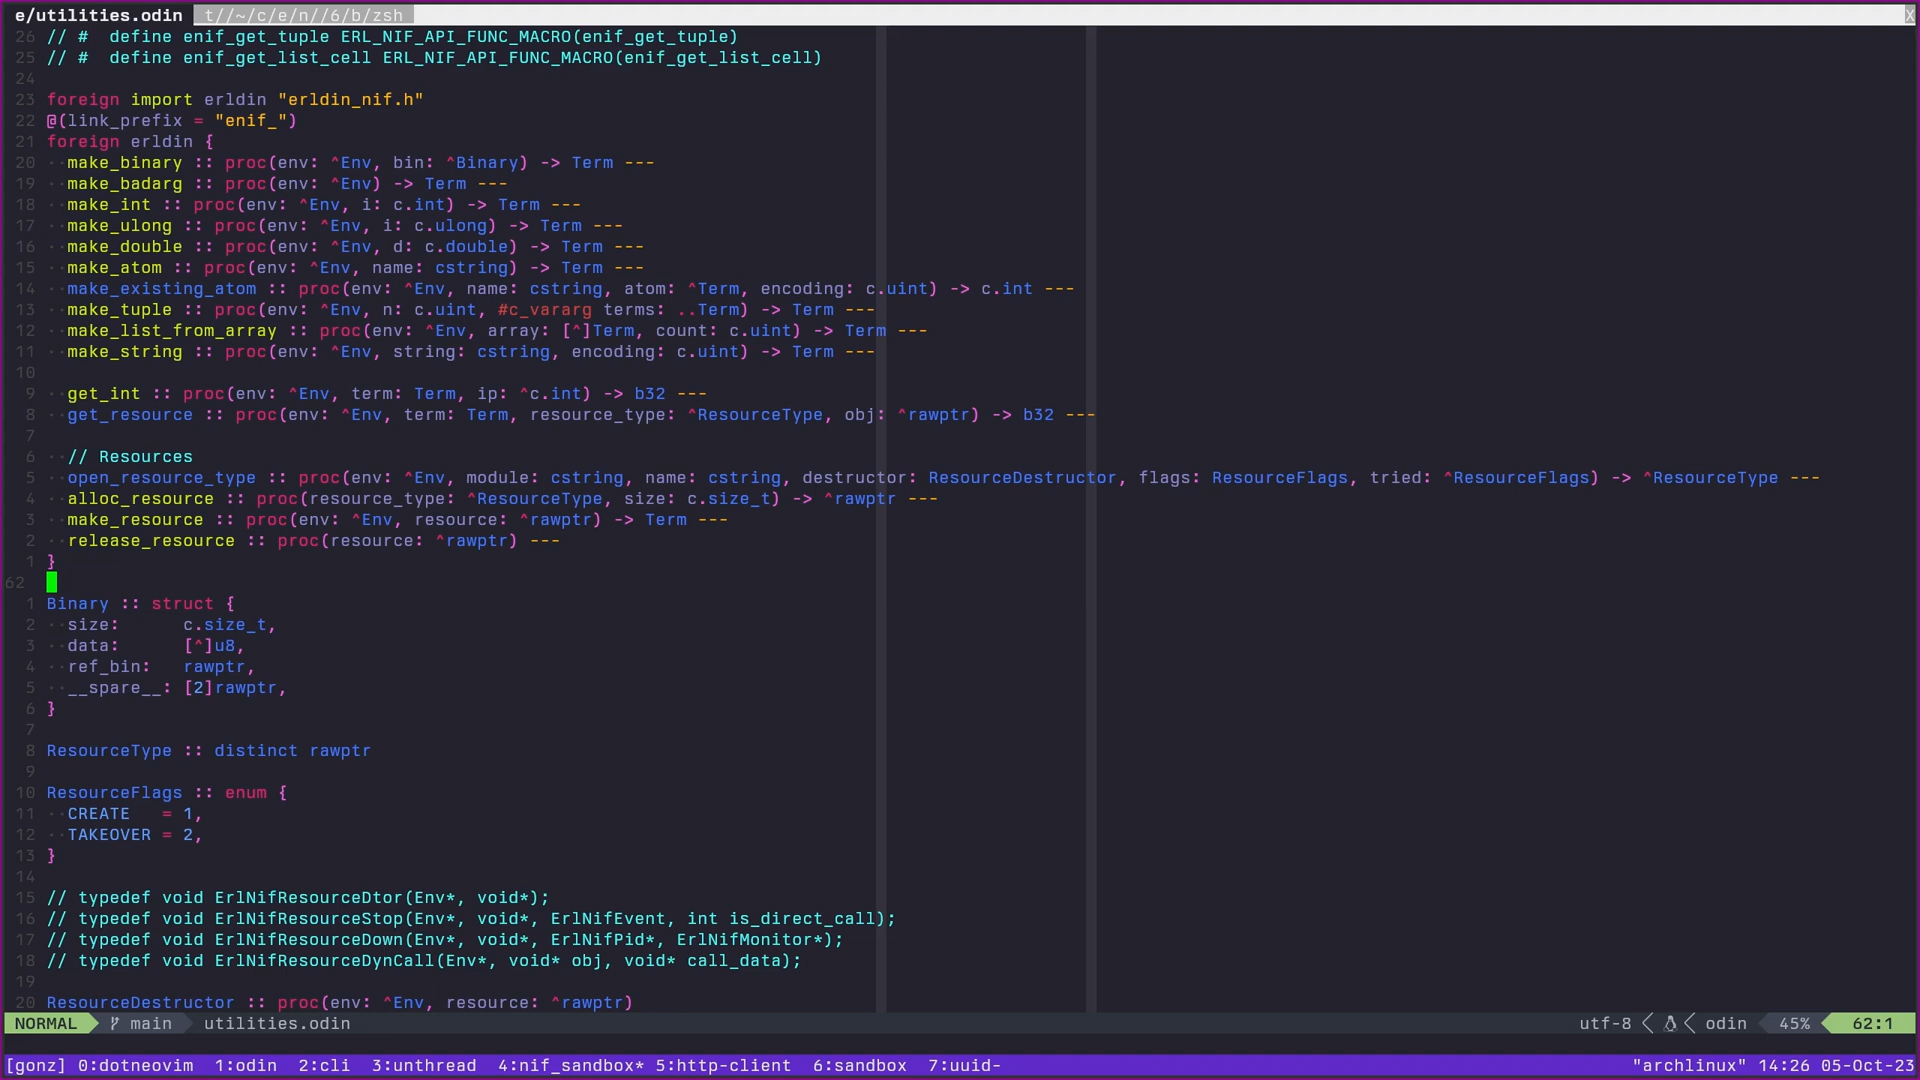 e/utilities.odin t//~/c/e/n//6/b/zsh X
26 // #  define enif_get_tuple ERL_NIF_API_FUNC_MACRO(enif_get_tuple)
25 // #  define enif_get_list_cell ERL_NIF_API_FUNC_MACRO(enif_get_list_cell)
24
23 foreign import erldin "erldin_nif.h"
22 @(link_prefix = "enif_")
21 foreign erldin {
20 ··make_binary :: proc(env: ^Env, bin: ^Binary) -> Term ---
19 ··make_badarg :: proc(env: ^Env) -> Term ---
18 ··make_int :: proc(env: ^Env, i: c.int) -> Term ---
17 ··make_ulong :: proc(env: ^Env, i: c.ulong) -> Term ---
16 ··make_double :: proc(env: ^Env, d: c.double) -> Term ---
15 ··make_atom :: proc(env: ^Env, name: cstring) -> Term ---
14 ··make_existing_atom :: proc(env: ^Env, name: cstring, atom: ^Term, encoding: c.uint) -> c.int ---
13 ··make_tuple :: proc(env: ^Env, n: c.uint, #c_vararg terms: ..Term) -> Term ---
12 ··make_list_from_array :: proc(env: ^Env, array: [^]Term, count: c.uint) -> Term ---
11 ··make_string :: proc(env: ^Env, string: cstring, encoding: c.uint) -> Term ---
10
9 ··get_int :: proc(env: ^Env, term: Term, ip: ^c.int) -> b32 ---
8 ··get_resource :: proc(env: ^Env, term: Term, resource_type: ^ResourceType, obj: ^rawptr) -> b32 ---
7
6 ··// Resources
5 ··open_resource_type :: proc(env: ^Env, module: cstring, name: cstring, destructor: ResourceDestructor, flags: ResourceFlags, tried: ^ResourceFlags) -> ^ResourceType ---
4 ··alloc_resource :: proc(resource_type: ^ResourceType, size: c.size_t) -> ^rawptr ---
3 ··make_resource :: proc(env: ^Env, resource: ^rawptr) -> Term ---
2 ··release_resource :: proc(resource: ^rawptr) ---
1 }
62
1 Binary :: struct {
2 ··size:      c.size_t,
3 ··data:      [^]u8,
4 ··ref_bin:   rawptr,
5 ··__spare__: [2]rawptr,
6 }
7
8 ResourceType :: distinct rawptr
9
10 ResourceFlags :: enum {
11 ··CREATE   = 1,
12 ··TAKEOVER = 2,
13 }
14
15 // typedef void ErlNifResourceDtor(Env*, void*);
16 // typedef void ErlNifResourceStop(Env*, void*, ErlNifEvent, int is_direct_call);
17 // typedef void ErlNifResourceDown(Env*, void*, ErlNifPid*, ErlNifMonitor*);
18 // typedef void ErlNifResourceDynCall(Env*, void* obj, void* call_data);
19
20 ResourceDestructor :: proc(env: ^Env, resource: ^rawptr)
NORMAL main utilities.odin utf-8 odin 45% 62:1
[gonz] 0:dotneovim  1:odin  2:cli  3:unthread  4:nif_sandbox* 5:http-client  6:sandbox  7:uuid- "archlinux" 14:26 05-Oct-23